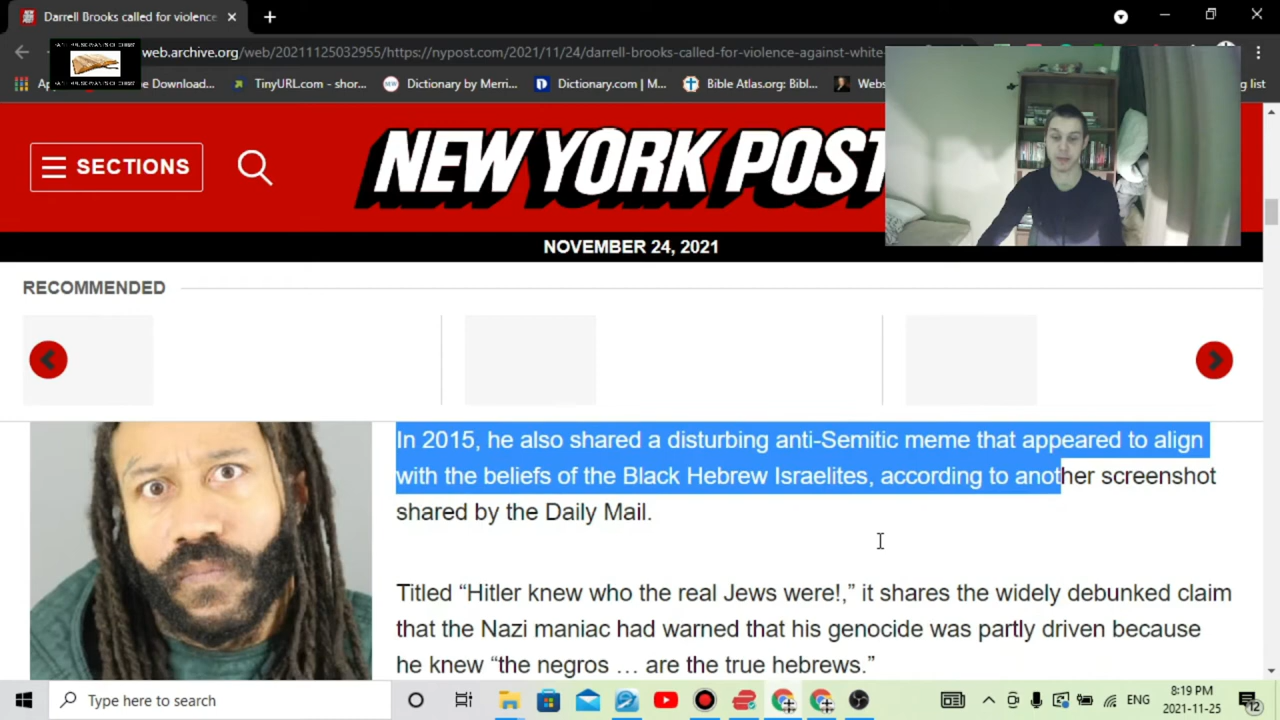 Darrell Brooks called for violence
web.archive.org/web/20211125032955/https://nypost.com/2021/11/24/darrell-brooks-called-for-violence-against-white-
Download...
TinyURL.com - shor...
Dictionary by Merri...
Dictionary.com | M...
Bible Atlas.org: Bibl...
Webs
list
SECTIONS
NEW YORK POS
NOVEMBER 24, 2021
RECOMMENDED
In 2015, he also shared a disturbing anti-Semitic meme that appeared to align
with the beliefs of the Black Hebrew Israelites, according to another screenshot
shared by the Daily Mail.
Titled “Hitler knew who the real Jews were!,” it shares the widely debunked claim
that the Nazi maniac had warned that his genocide was partly driven because
he knew “the negros … are the true hebrews.”
Type here to search
ENG
8:19 PM
2021-11-25
12